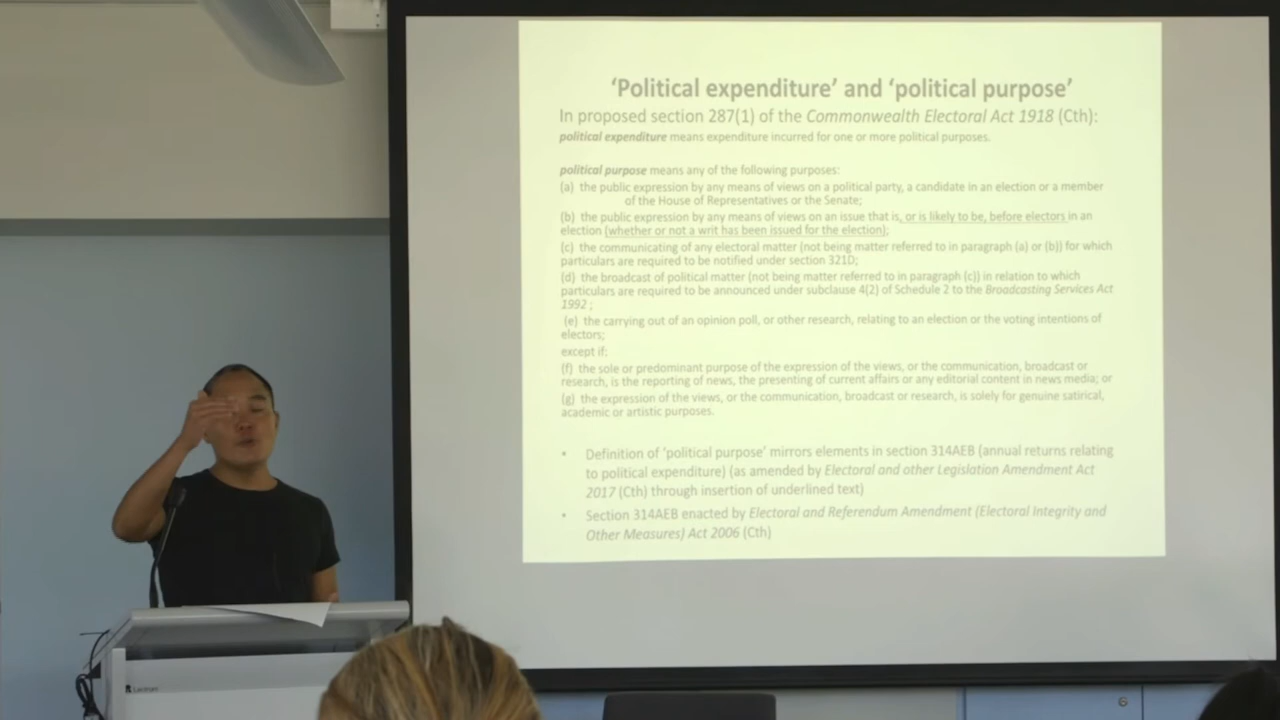 ‘Political expenditure’ and ‘political purpose’
In proposed section 287(1) of the Commonwealth Electoral Act 1918 (Cth):
political expenditure means expenditure incurred for one or more political purposes.
political purpose means any of the following purposes:
(a) the public expression by any means of views on a political party, a candidate in an election or a member
of the House of Representatives or the Senate;
(b) the public expression by any means of views on an issue that is, or is likely to be, before electors in an
election (whether or not a writ has been issued for the election);
(c) the communicating of any electoral matter (not being matter referred to in paragraph (a) or (b)) for which
particulars are required to be notified under section 321D;
(d) the broadcast of political matter (not being matter referred to in paragraph (c)) in relation to which
particulars are required to be announced under subclause 4(2) of Schedule 2 to the Broadcasting Services Act
1992 ;
(e) the carrying out of an opinion poll, or other research, relating to an election or the voting intentions of
electors;
except if:
(f) the sole or predominant purpose of the expression of the views, or the communication, broadcast or
research, is the reporting of news, the presenting of current affairs or any editorial content in news media; or
(g) the expression of the views, or the communication, broadcast or research, is solely for genuine satirical,
academic or artistic purposes.
• Definition of ‘political purpose’ mirrors elements in section 314AEB (annual returns relating
to political expenditure) (as amended by Electoral and other Legislation Amendment Act
2017 (Cth) through insertion of underlined text)
• Section 314AEB enacted by Electoral and Referendum Amendment (Electoral Integrity and
Other Measures) Act 2006 (Cth)
Lectrum